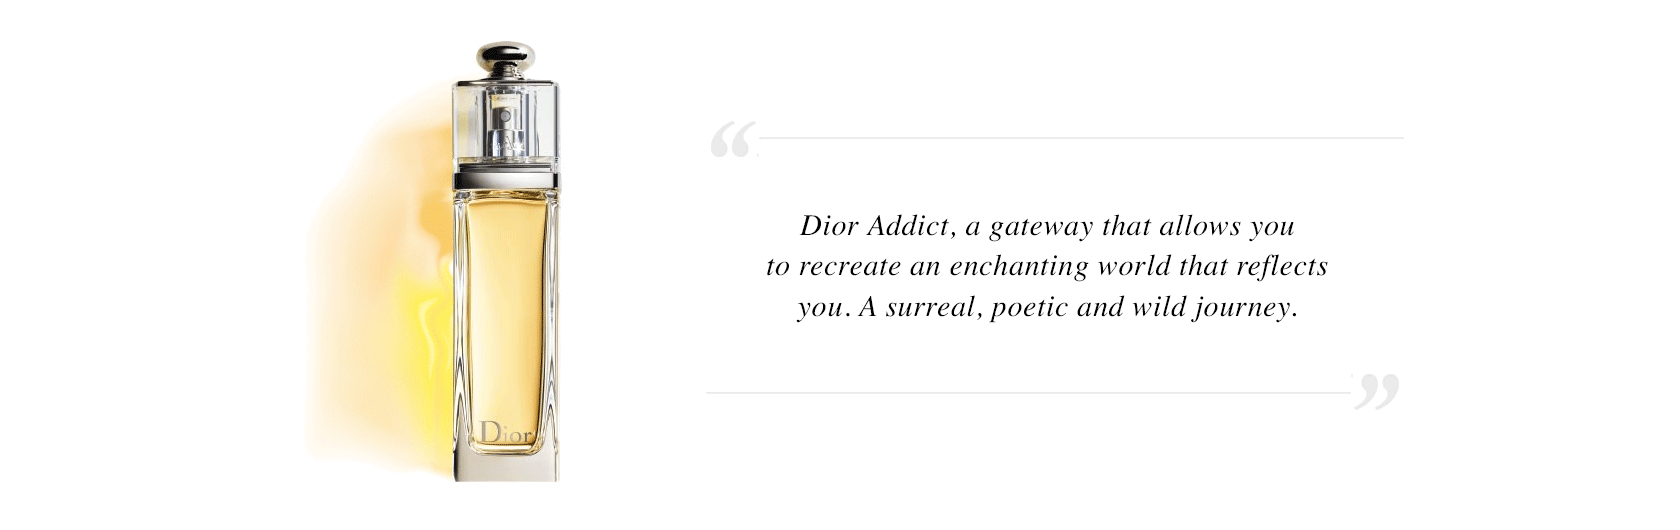 “
Dior Addict, a gateway that allows you
to recreate an enchanting world that reflects
you. A surreal, poetic and wild journey.
”
Dior